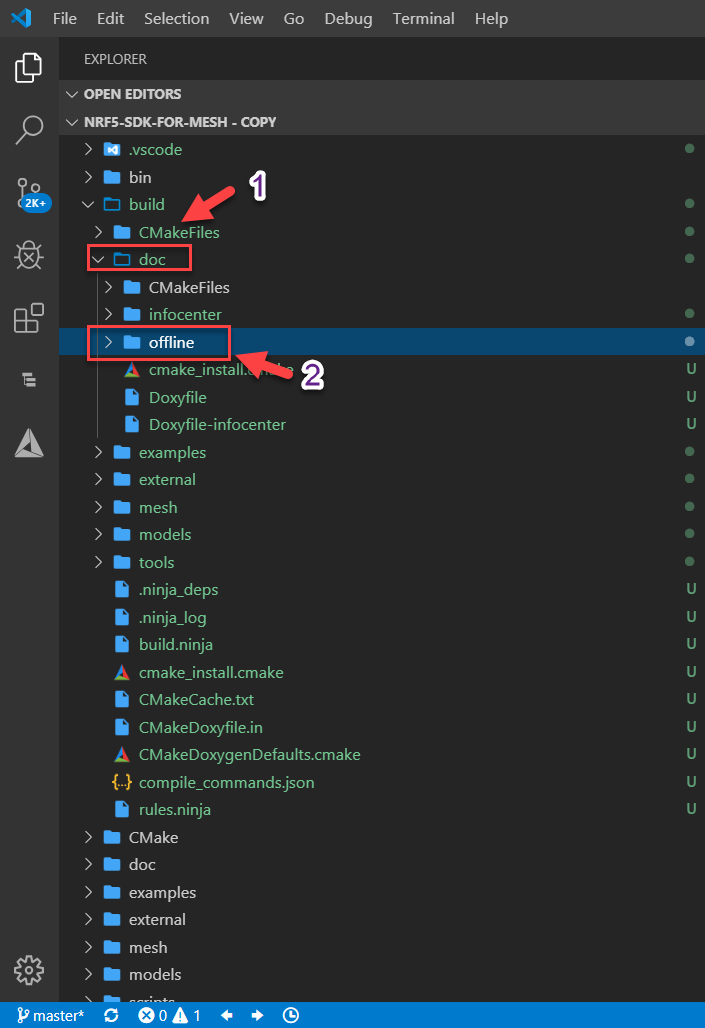 File Edit Selection View Go Debug Terminal Help
EXPLORER
OPEN EDITORS
NRF5-SDK-FOR-MESH - COPY
.vscode
bin
build
2K+
1
CMakeFiles
doc
CMakeFiles
infocenter
offline
2
cmake_install.cmake U
Doxyfile U
Doxyfile-infocenter U
examples
external
mesh
models
tools
.ninja_deps U
.ninja_log U
build.ninja U
cmake_install.cmake U
CMakeCache.txt U
CMakeDoxyfile.in U
CMakeDoxygenDefaults.cmake U
{..} compile_commands.json U
rules.ninja U
CMake
doc
examples
external
mesh
models
scripts
master* 0 1